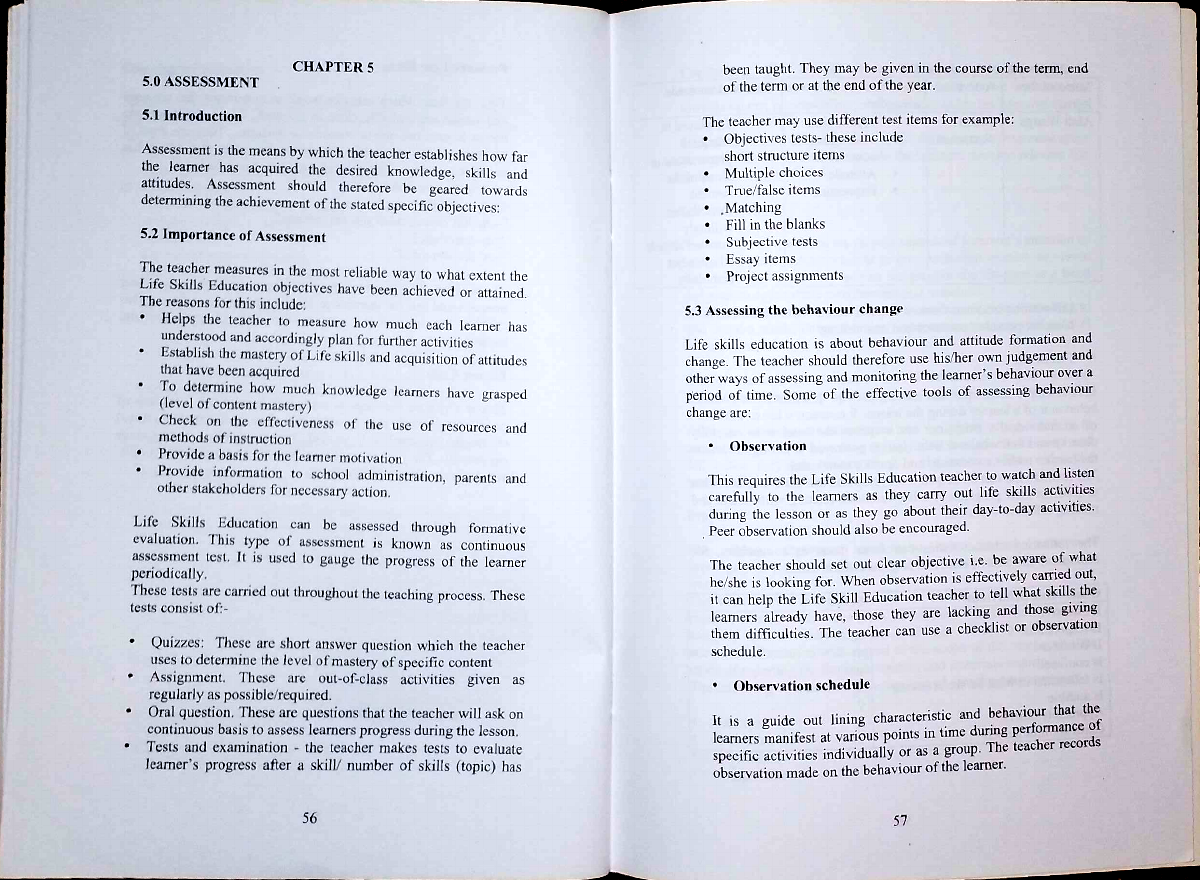 CHAPTER 5
5.0 ASSESSMENT
5.1 Introduction
Assessment is the means by which the teacher establishes how far
the learner has acquired the desired knowledge, skills and
attitudes. Assessment should therefore be geared towards
determining the achievement of the stated specific objectives:
5.2 Importance of Assessment
The teacher measures in the most reliable way to what extent the
Life Skills Education objectives have been achieved or attained.
The reasons for this include:
• Helps the teacher to measure how much each learner has
understood and accordingly plan for further activities
• Establish the mastery of Life skills and acquisition of attitudes
that have been acquired
• To determine how much knowledge learners have grasped
(level of content mastery)
• Check on the effectiveness of the use of resources and
methods of instruction
• Provide a basis for the learner motivation
• Provide information to school administration, parents and
other stakeholders for necessary action.
Life Skills Education can be assessed through formative
evaluation. This type of assessment is known as continuous
assessment test. It is used to gauge the progress of the learner
periodically.
These tests are carried out throughout the teaching process. These
tests consist of:-
• Quizzes: These are short answer question which the teacher
uses to determine the level of mastery of specific content
• Assignment. These are out-of-class activities given as
regularly as possible/required.
• Oral question. These are questions that the teacher will ask on
continuous basis to assess learners progress during the lesson.
• Tests and examination - the teacher makes tests to evaluate
learner's progress after a skill/ number of skills (topic) has
56
been taught. They may be given in the course of the term, end
of the term or at the end of the year.
The teacher may use different test items for example:
• Objectives tests- these include
short structure items
• Multiple choices
• True/false items
• Matching
• Fill in the blanks
• Subjective tests
• Essay items
• Project assignments
5.3 Assessing the behaviour change
Life skills education is about behaviour and attitude formation and
change. The teacher should therefore use his/her own judgement and
other ways of assessing and monitoring the learner's behaviour over a
period of time. Some of the effective tools of assessing behaviour
change are:
• Observation
This requires the Life Skills Education teacher to watch and listen
carefully to the learners as they carry out life skills activities
during the lesson or as they go about their day-to-day activities.
Peer observation should also be encouraged.
The teacher should set out clear objective i.e. be aware of what
he/she is looking for. When observation is effectively carried out,
it can help the Life Skill Education teacher to tell what skills the
learners already have, those they are lacking and those giving
them difficulties. The teacher can use a checklist or observation
schedule.
• Observation schedule
It is a guide out lining characteristic and behaviour that the
learners manifest at various points in time during performance of
specific activities individually or as a group. The teacher records
observation made on the behaviour of the learner.
57